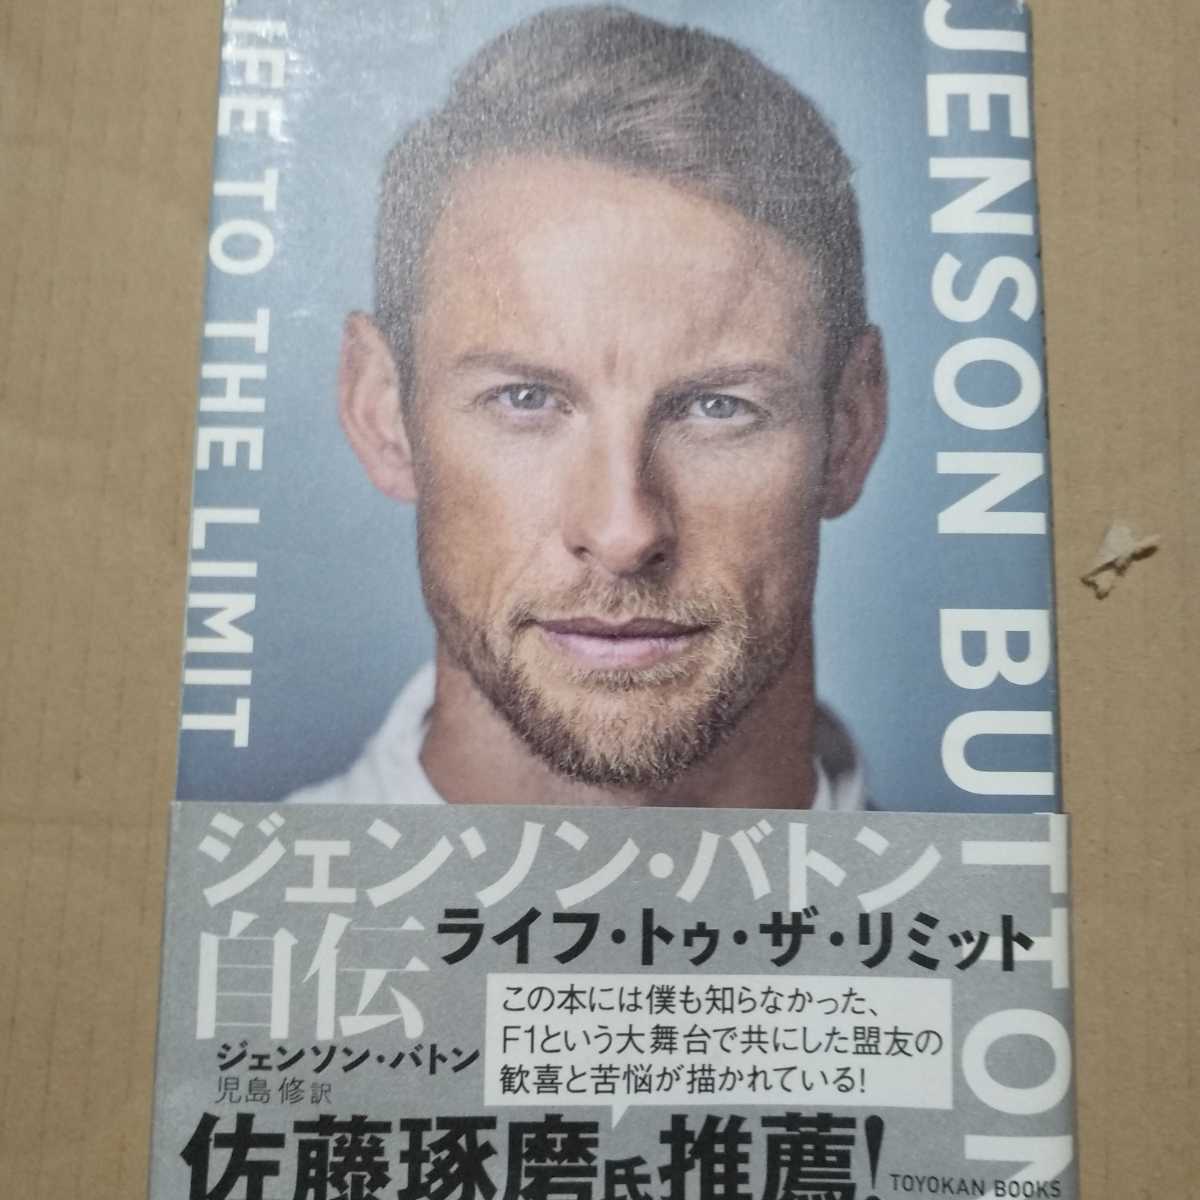 JENSON BUTTON
LIFE TO THE LIMIT
ジェンソン・バトン
自伝
ライフ・トゥ・ザ・リミット
この本には僕も知らなかった、
F1という大舞台で共にした盟友の
歓喜と苦悩が描かれている!
ジェンソン・バトン
児島 修 訳
佐藤琢磨氏推薦!
TOYOKAN BOOKS